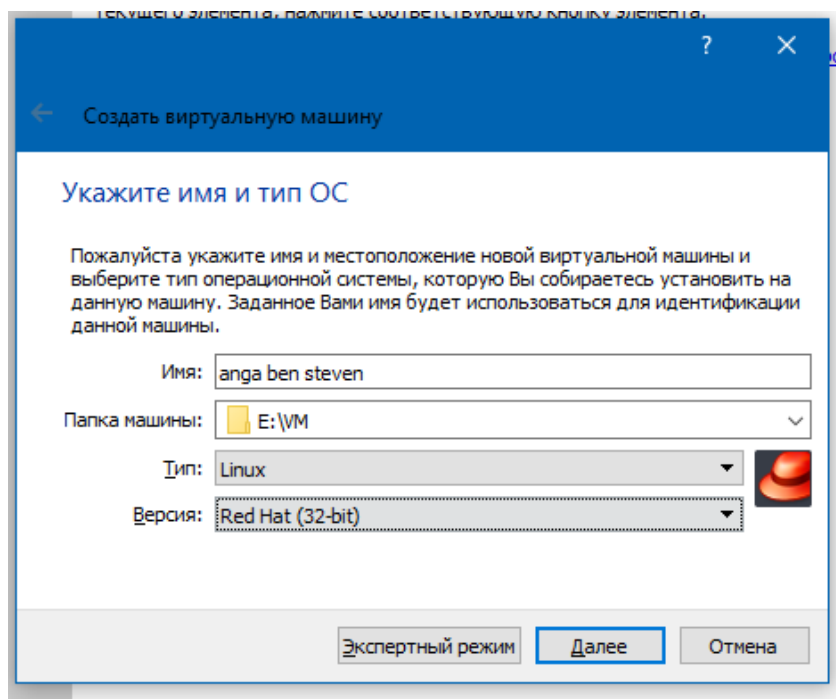 текущего элемента, нажмите соответствующую кнопку элемента.
?
Создать виртуальную машину
Укажите имя и тип ОС
Пожалуйста укажите имя и местоположение новой виртуальной машины и
выберите тип операционной системы, которую Вы собираетесь установить на
данную машину. Заданное Вами имя будет использоваться для идентификации
данной машины.
Имя: anga ben steven
Папка машины: E:\VM
Тип: Linux
Версия: Red Hat (32-bit)
Экспертный режим Далее Отмена